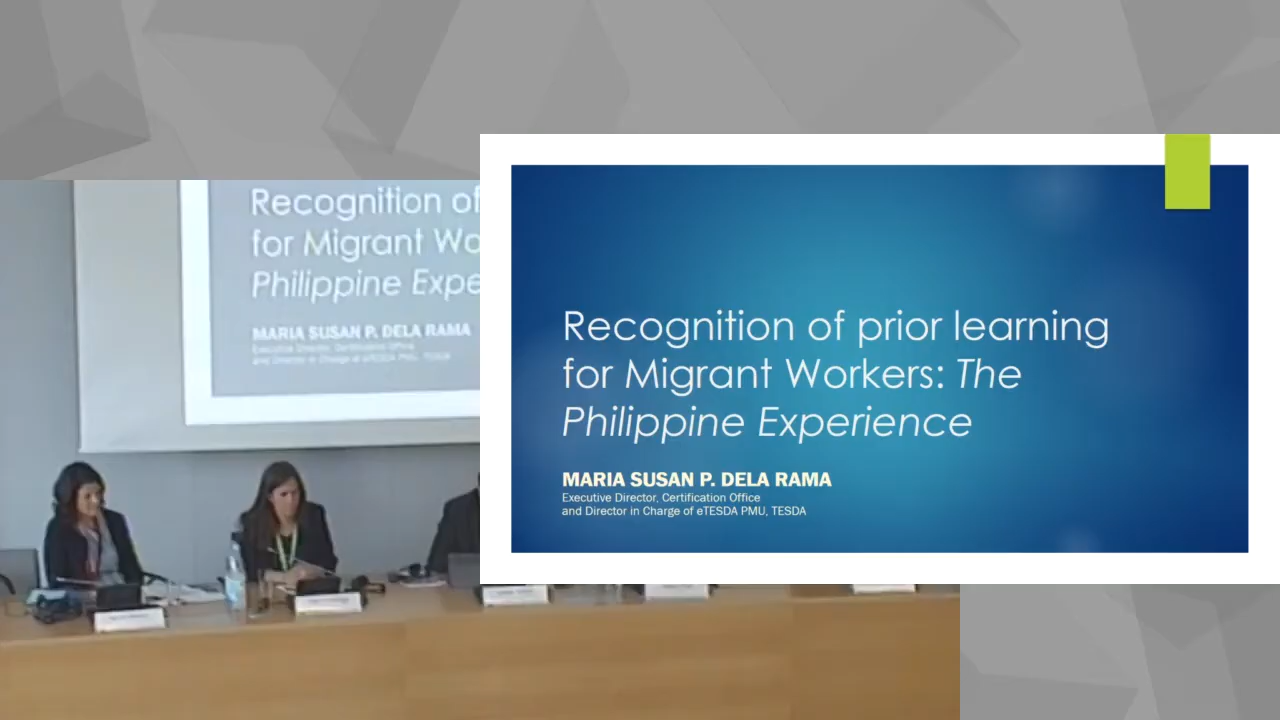 Recognition of
for Migrant Wo
Philippine Expe
MARIA SUSAN P. DELA RAMA
Recognition of prior learning
for Migrant Workers: The
Philippine Experience
MARIA SUSAN P. DELA RAMA
Executive Director, Certification Office
and Director in Charge of eTESDA PMU, TESDA